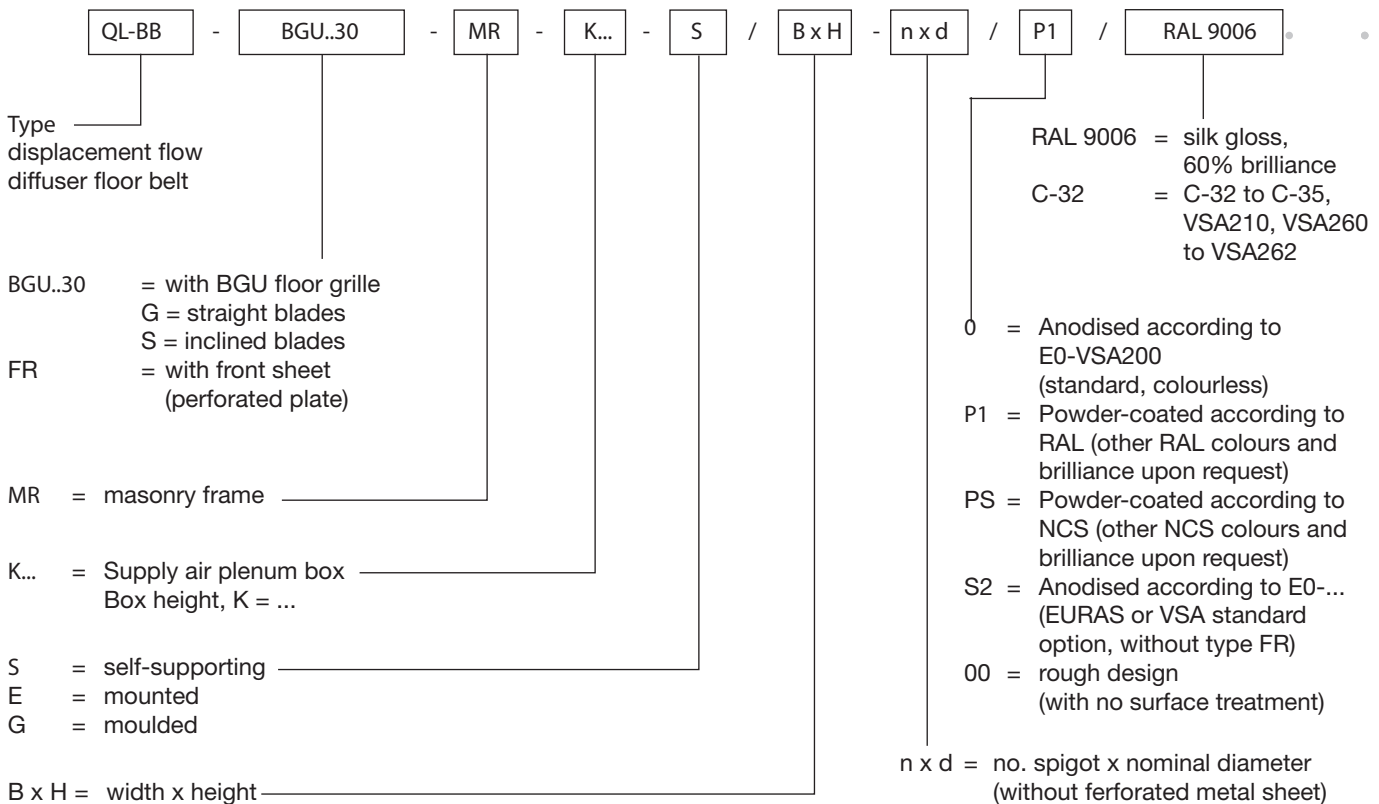 QL-BB - BGU..30 - MR - K... - S / B x H - n x d / P1 / RAL 9006
Type
displacement flow
diffuser floor belt
RAL 9006 = silk gloss,
60% brilliance
C-32 = C-32 to C-35,
VSA210, VSA260
to VSA262
BGU..30 = with BGU floor grille
G = straight blades
S = inclined blades
FR = with front sheet
(perforated plate)
MR = masonry frame
K... = Supply air plenum box
Box height, K = ...
S = self-supporting
E = mounted
G = moulded
B x H = width x height
0 = Anodised according to
E0-VSA200
(standard, colourless)
P1 = Powder-coated according to
RAL (other RAL colours and
brilliance upon request)
PS = Powder-coated according to
NCS (other NCS colours and
brilliance upon request)
S2 = Anodised according to E0-...
(EURAS or VSA standard
option, without type FR)
00 = rough design
(with no surface treatment)
n x d = no. spigot x nominal diameter
(without ferforated metal sheet)